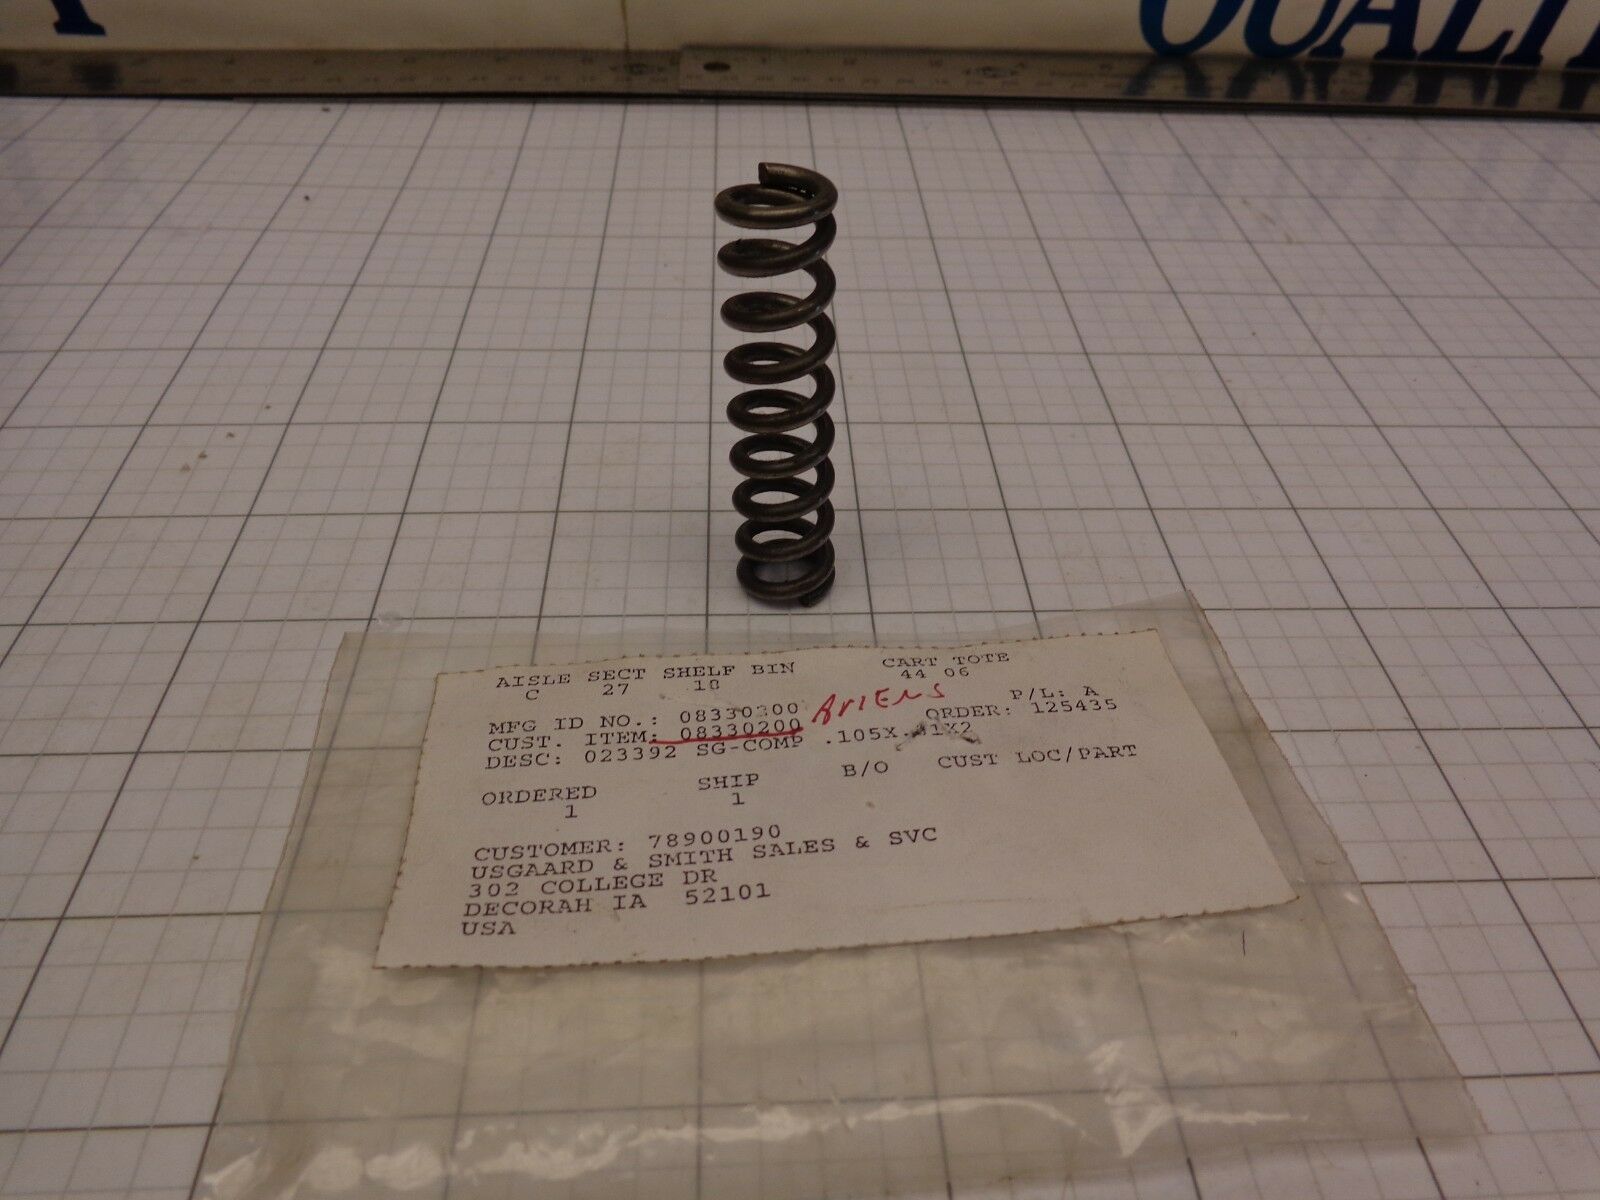 QUALI
AISLE SECT SHELF BIN CART TOTE
C 27 18 44 06
MFG ID NO.: 08330200 Ariens P/L: A
CUST. ITEM: 08330200 ORDER: 125435
DESC: 023392 SG-COMP
ORDERED SHIP B/O CUST LOC/PART
1 1
CUSTOMER: 78900190
USGAARD & SMITH SALES & SVC
302 COLLEGE DR
DECORAH IA 52101
USA